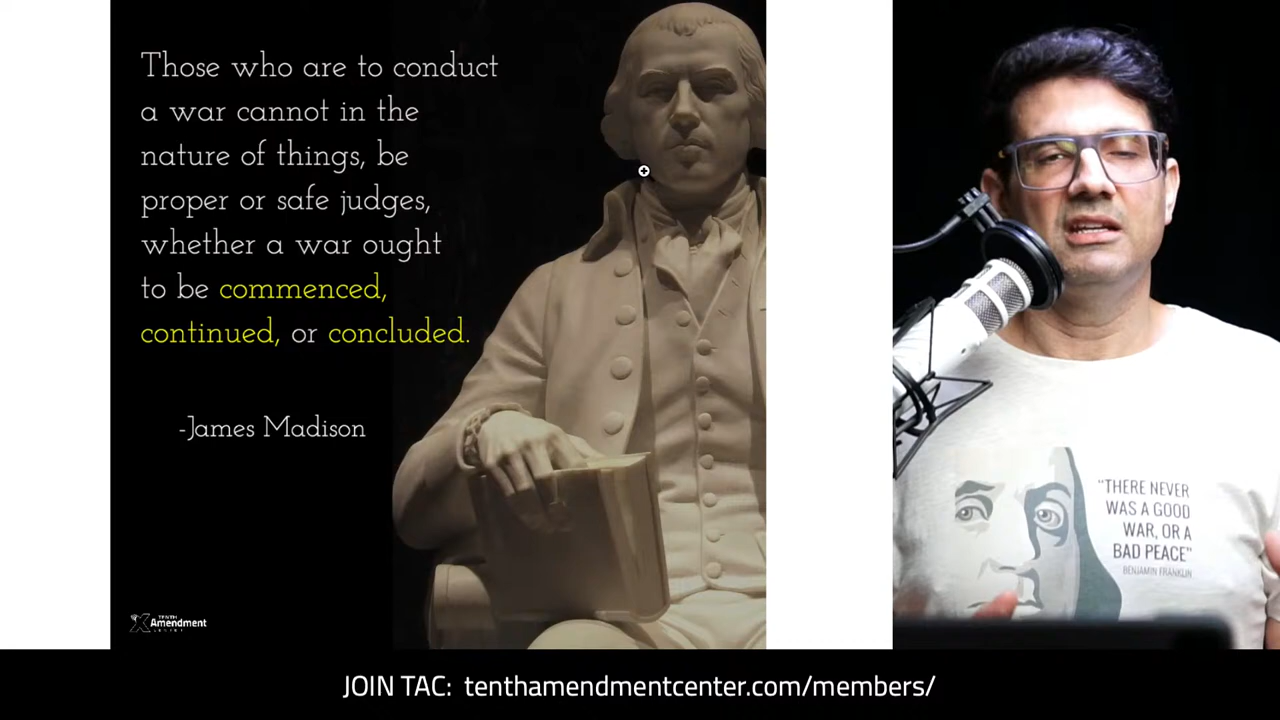 Those who are to conduct
a war cannot in the
nature of things, be
proper or safe judges,
whether a war ought
to be commenced,
continued, or concluded.
-James Madison
TENTH
Amendment
CENTER
"THERE NEVER
WAS A GOOD
WAR, OR A
BAD PEACE"
BENJAMIN FRANKLIN
JOIN TAC: tenthamendmentcenter.com/members/